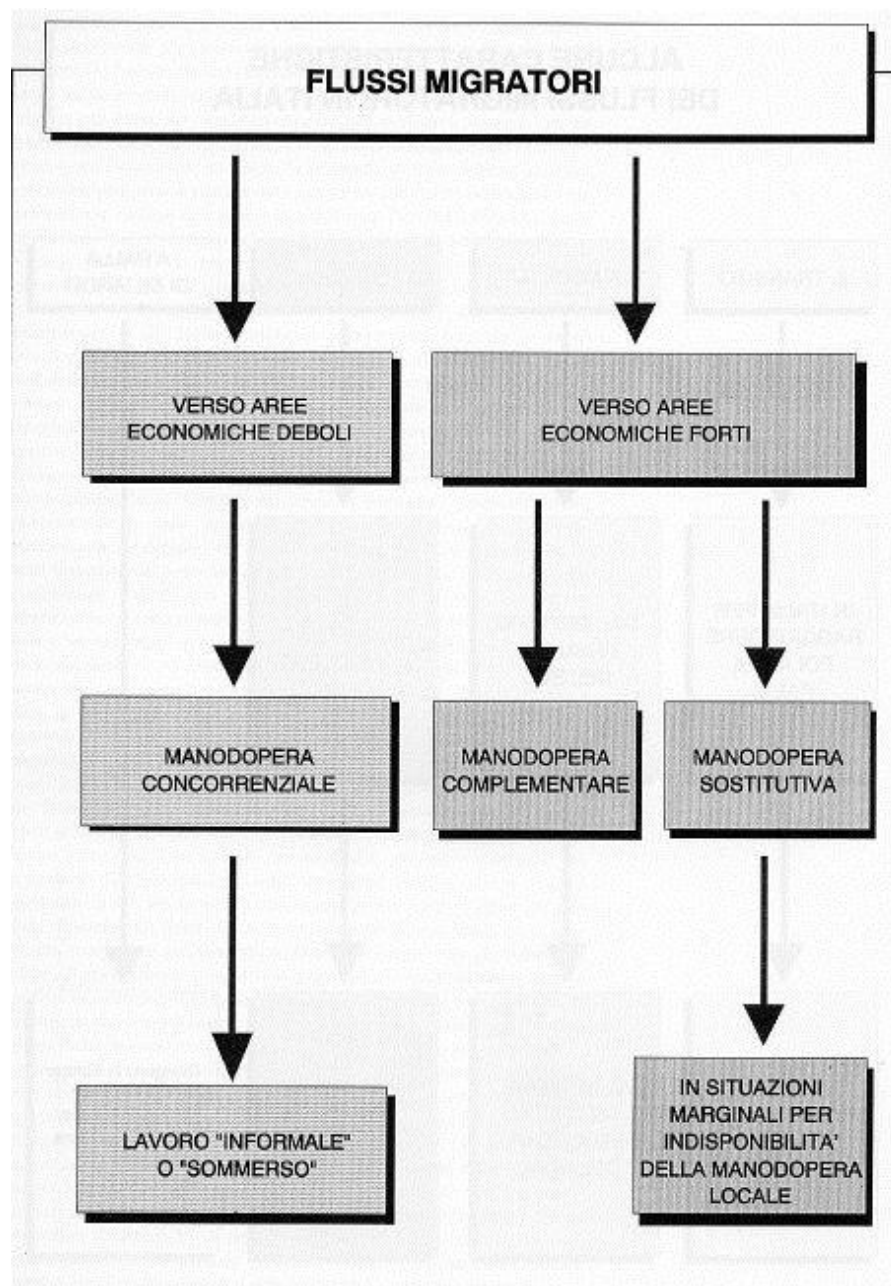 FLUSSI MIGRATORI
VERSO AREE
ECONOMICHE DEBOLI
VERSO AREE
ECONOMICHE FORTI
MANODOPERA
CONCORRENZIALE
MANODOPERA
COMPLEMENTARE
MANODOPERA
SOSTITUTIVA
LAVORO "INFORMALE"
O "SOMMERSO"
IN SITUAZIONI
MARGINALI PER
INDISPONIBILITA'
DELLA MANODOPERA
LOCALE